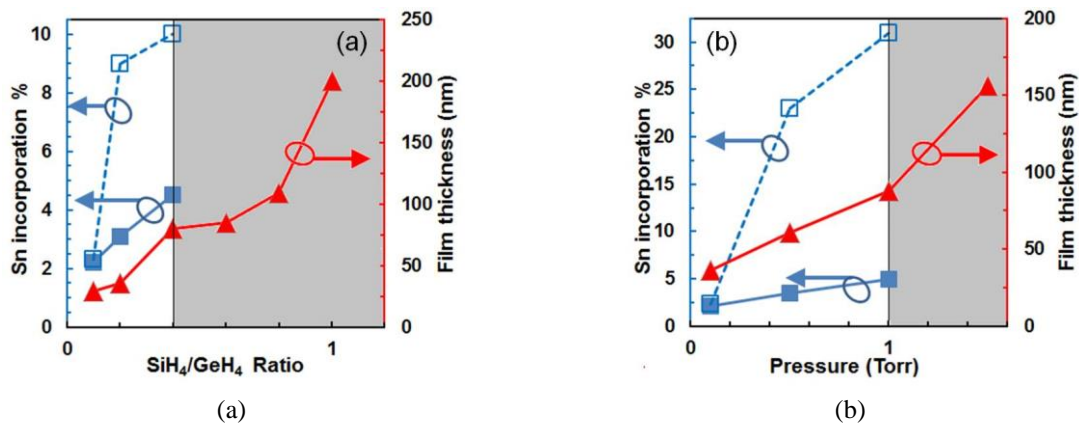 (a)
Sn incorporation %
10
8
6
4
2
0
250
200
150
100
50
0
Film thickness (nm)
0
1
SiH₄/GeH₄ Ratio
(a)
(b)
Sn incorporation %
30
25
20
15
10
5
0
200
150
100
50
0
Film thickness (nm)
0
1
Pressure (Torr)
(b)